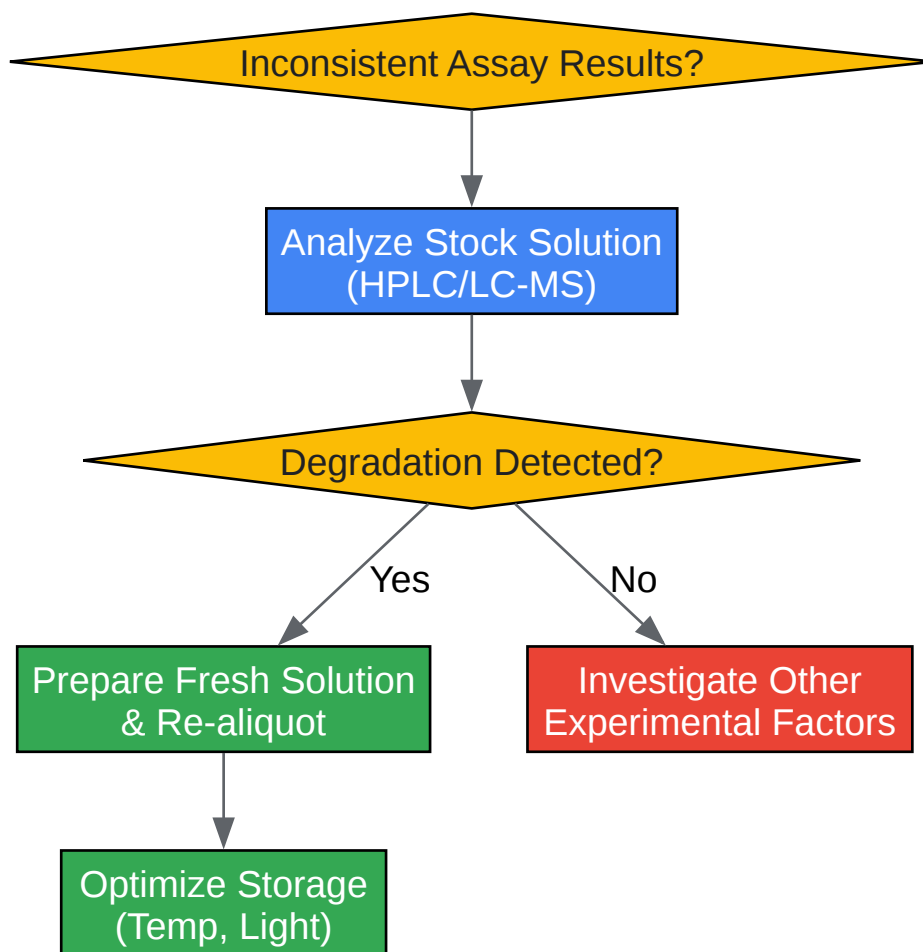 Inconsistent Assay Results?
Analyze Stock Solution
(HPLC/LC-MS)
Degradation Detected?
Yes
No
Prepare Fresh Solution
& Re-aliquot
Investigate Other
Experimental Factors
Optimize Storage
(Temp, Light)